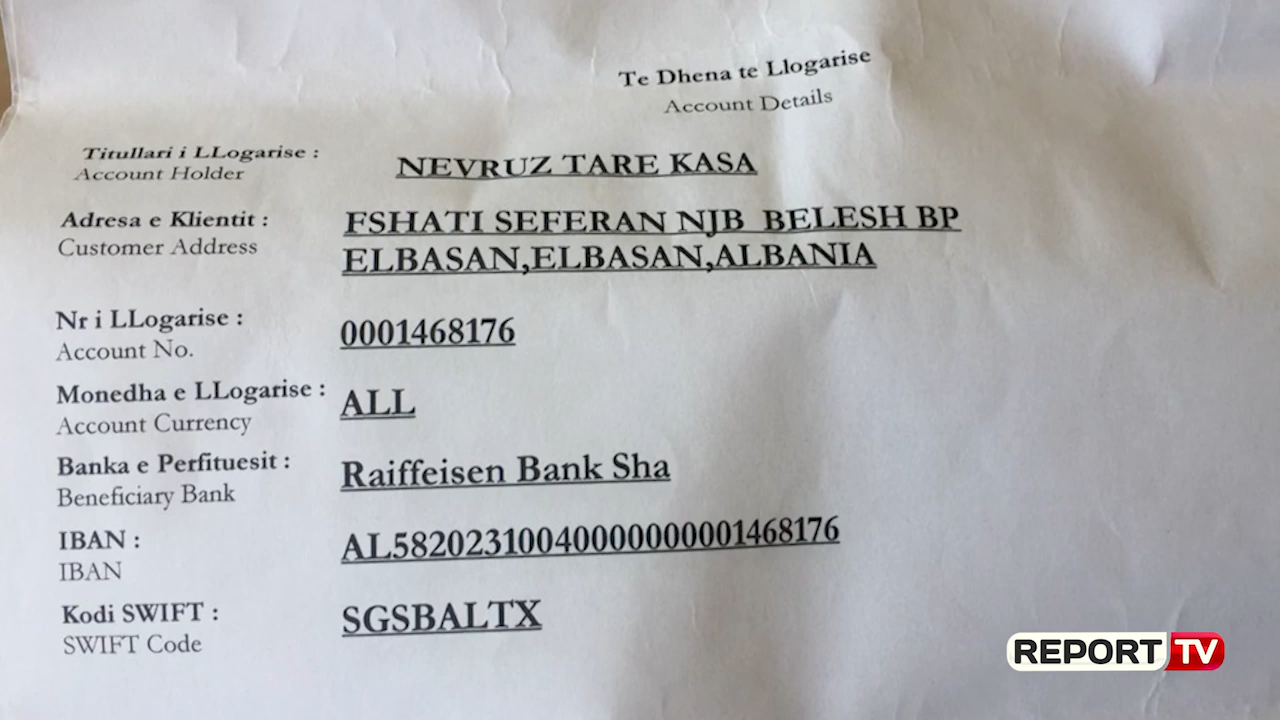 Te Dhena te Llogarise
Account Details
Titullari i LLogarise :
Account Holder
NEVRUZ TARE KASA
Adresa e Klientit :
Customer Address
FSHATI SEFERAN NJB BELESH BP
ELBASAN,ELBASAN,ALBANIA
Nr i LLogarise :
Account No.
0001468176
Monedha e LLogarise :
Account Currency
ALL
Banka e Perfituesit :
Beneficiary Bank
Raiffeisen Bank Sha
IBAN :
IBAN
AL58202310040000000001468176
Kodi SWIFT :
SWIFT Code
SGSBALTX
REPORT TV